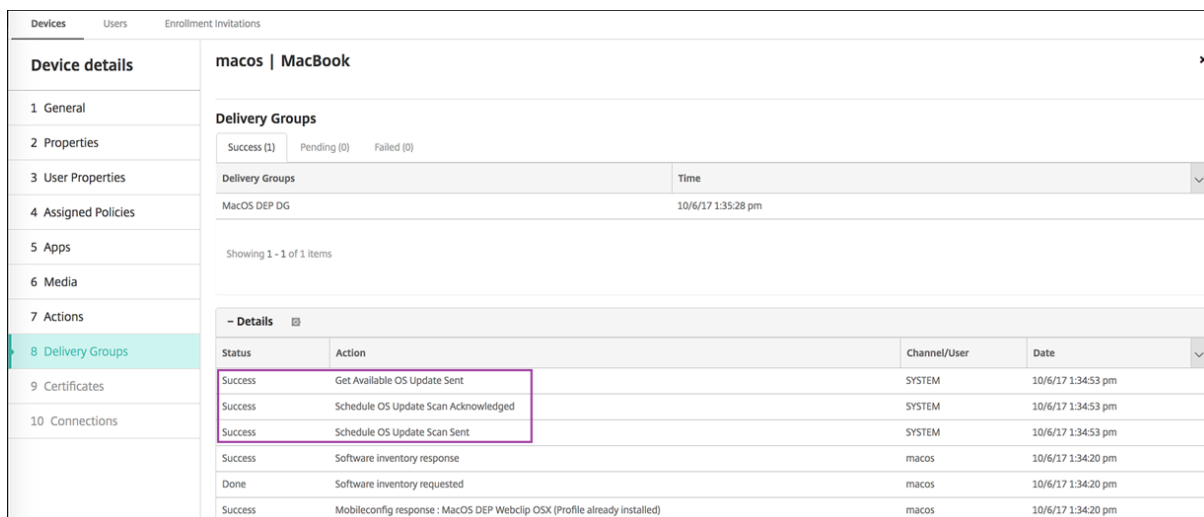 Devices Users Enrollment Invitations
Device details
1 General
2 Properties
3 User Properties
4 Assigned Policies
5 Apps
6 Media
7 Actions
8 Delivery Groups
9 Certificates
10 Connections
macos | MacBook
Delivery Groups
Success (1) Pending (0) Failed (0)
Delivery Groups Time
MacOS DEP DG 10/6/17 1:35:28 pm
Showing 1 - 1 of 1 items
– Details
Status Action Channel/User Date
Success Get Available OS Update Sent SYSTEM 10/6/17 1:34:53 pm
Success Schedule OS Update Scan Acknowledged SYSTEM 10/6/17 1:34:53 pm
Success Schedule OS Update Scan Sent SYSTEM 10/6/17 1:34:53 pm
Success Software inventory response macos 10/6/17 1:34:20 pm
Done Software inventory requested macos 10/6/17 1:34:20 pm
Success Mobileconfig response : MacOS DEP Webclip OSX (Profile already installed) macos 10/6/17 1:34:20 pm